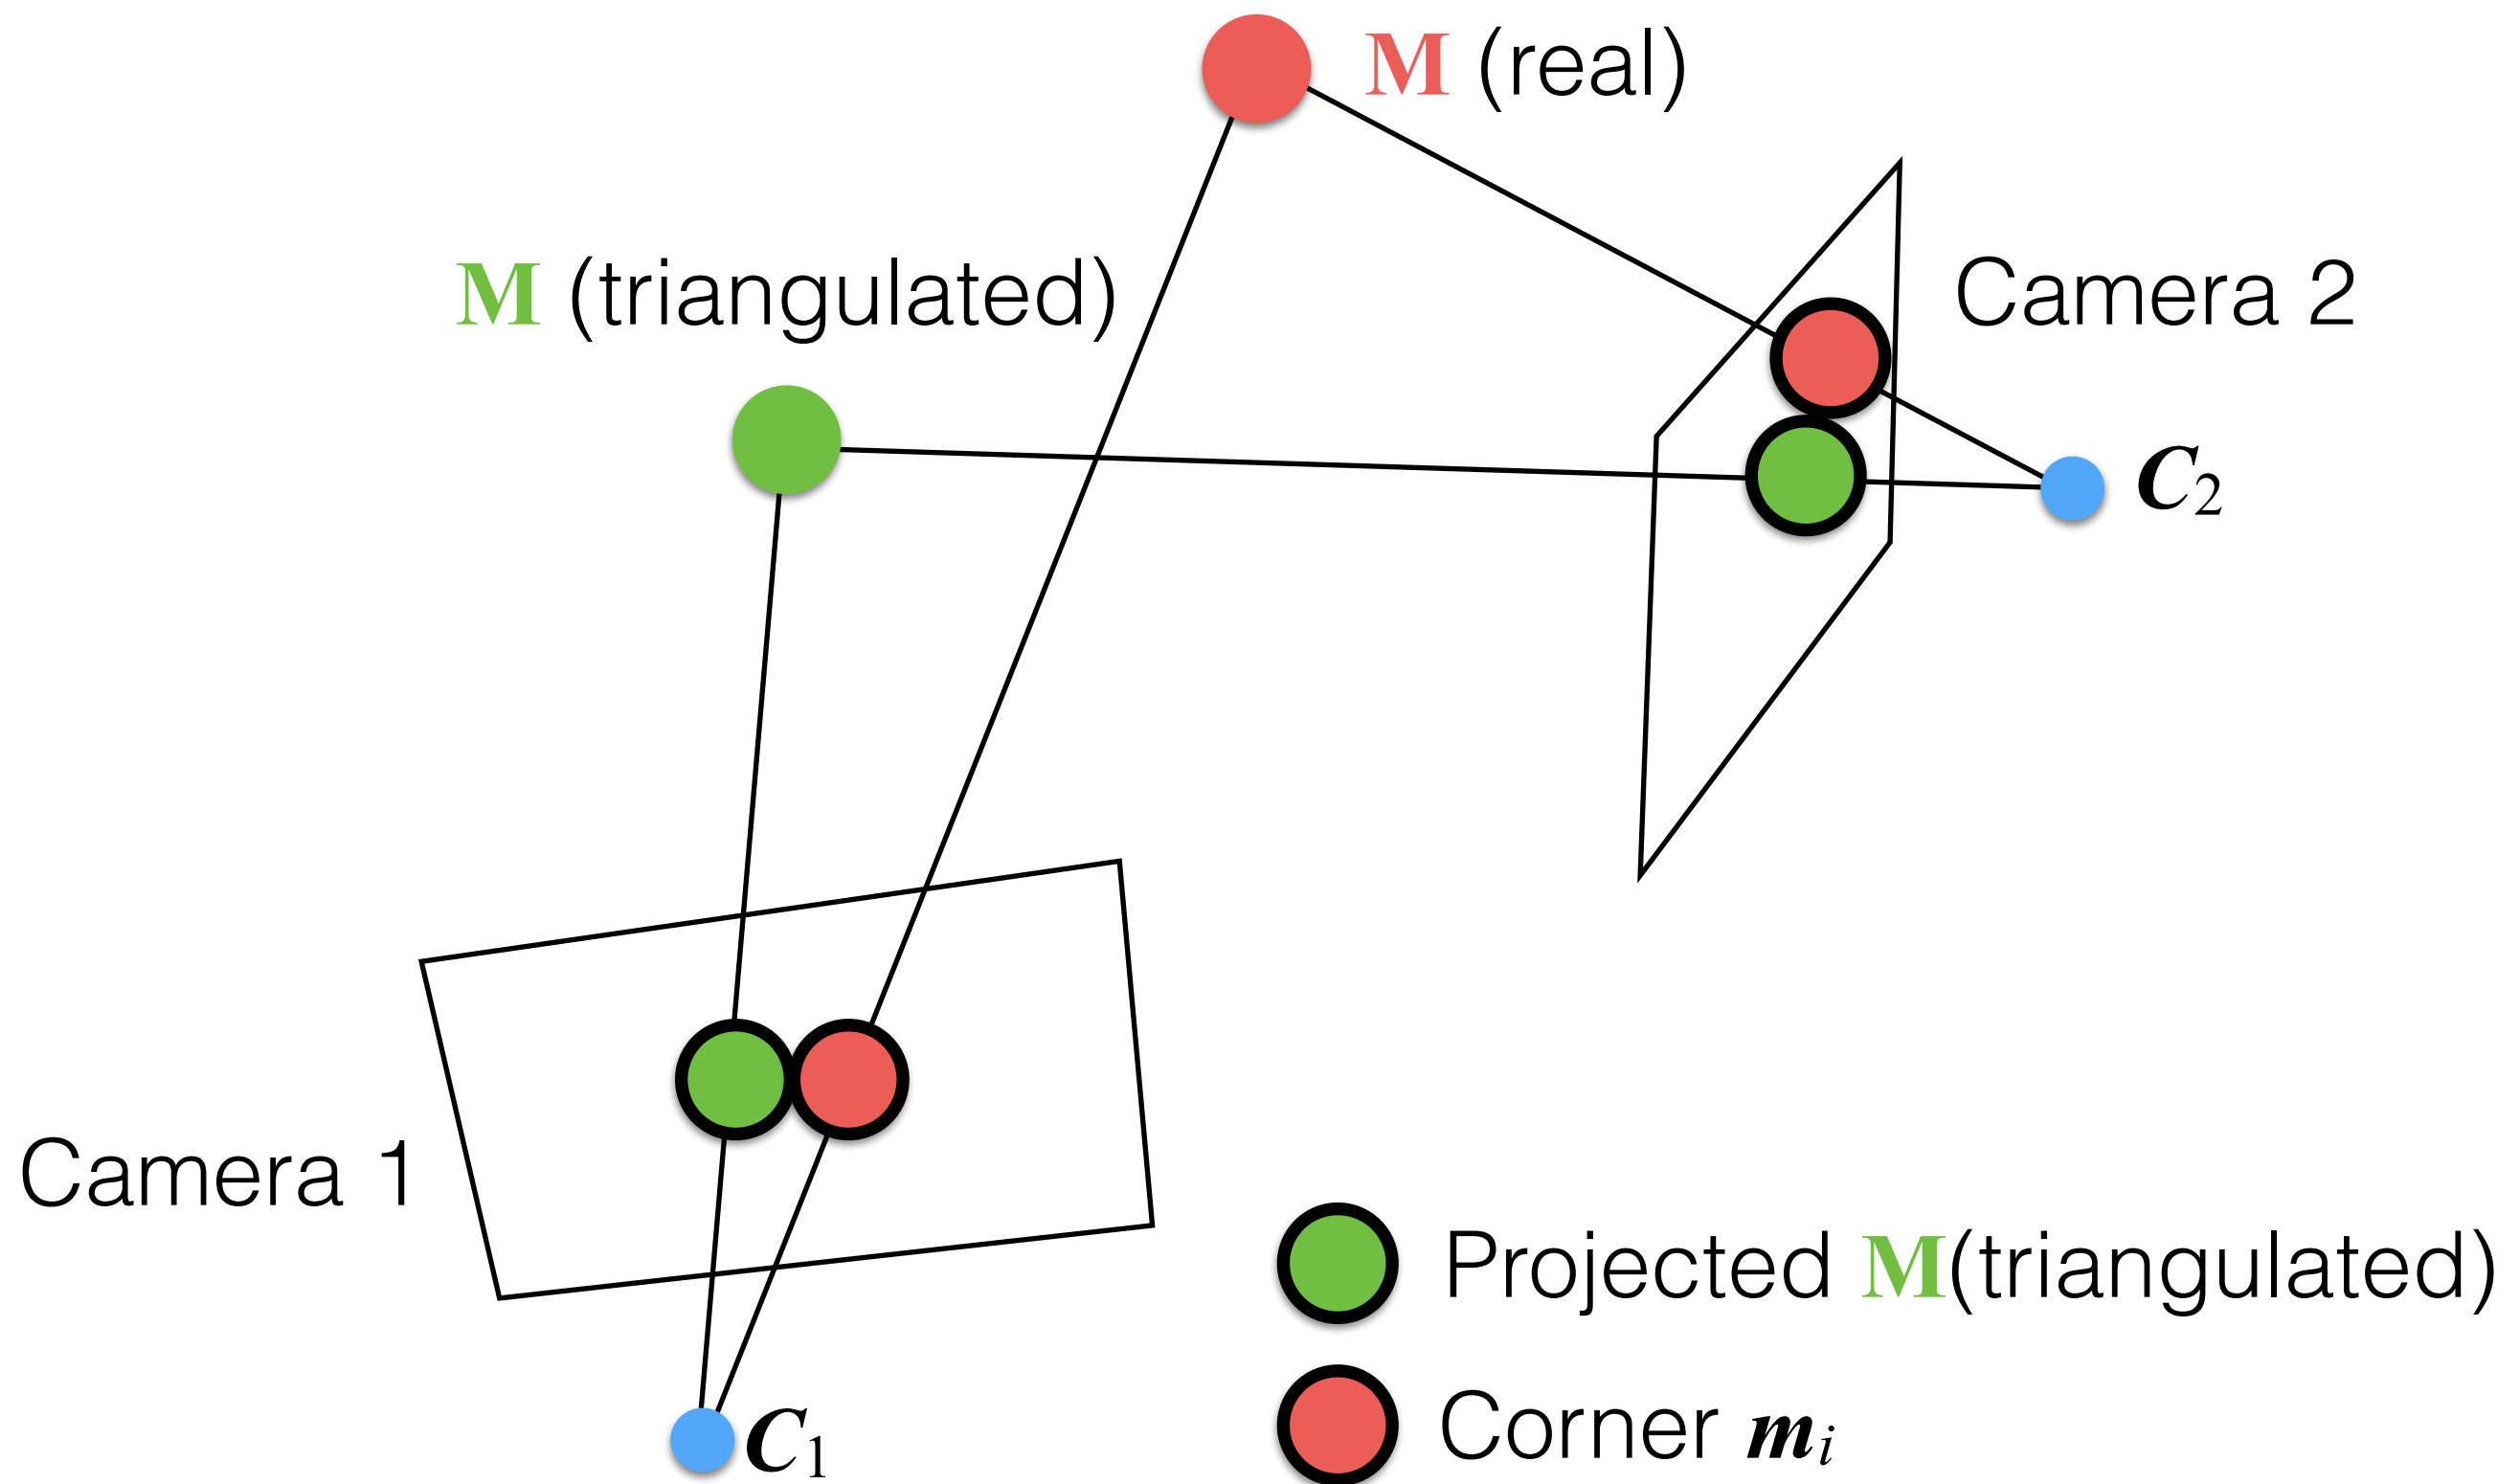 M (real)
M (triangulated)
Camera 2
C2
Camera 1
Projected M(triangulated)
Corner mi
C1